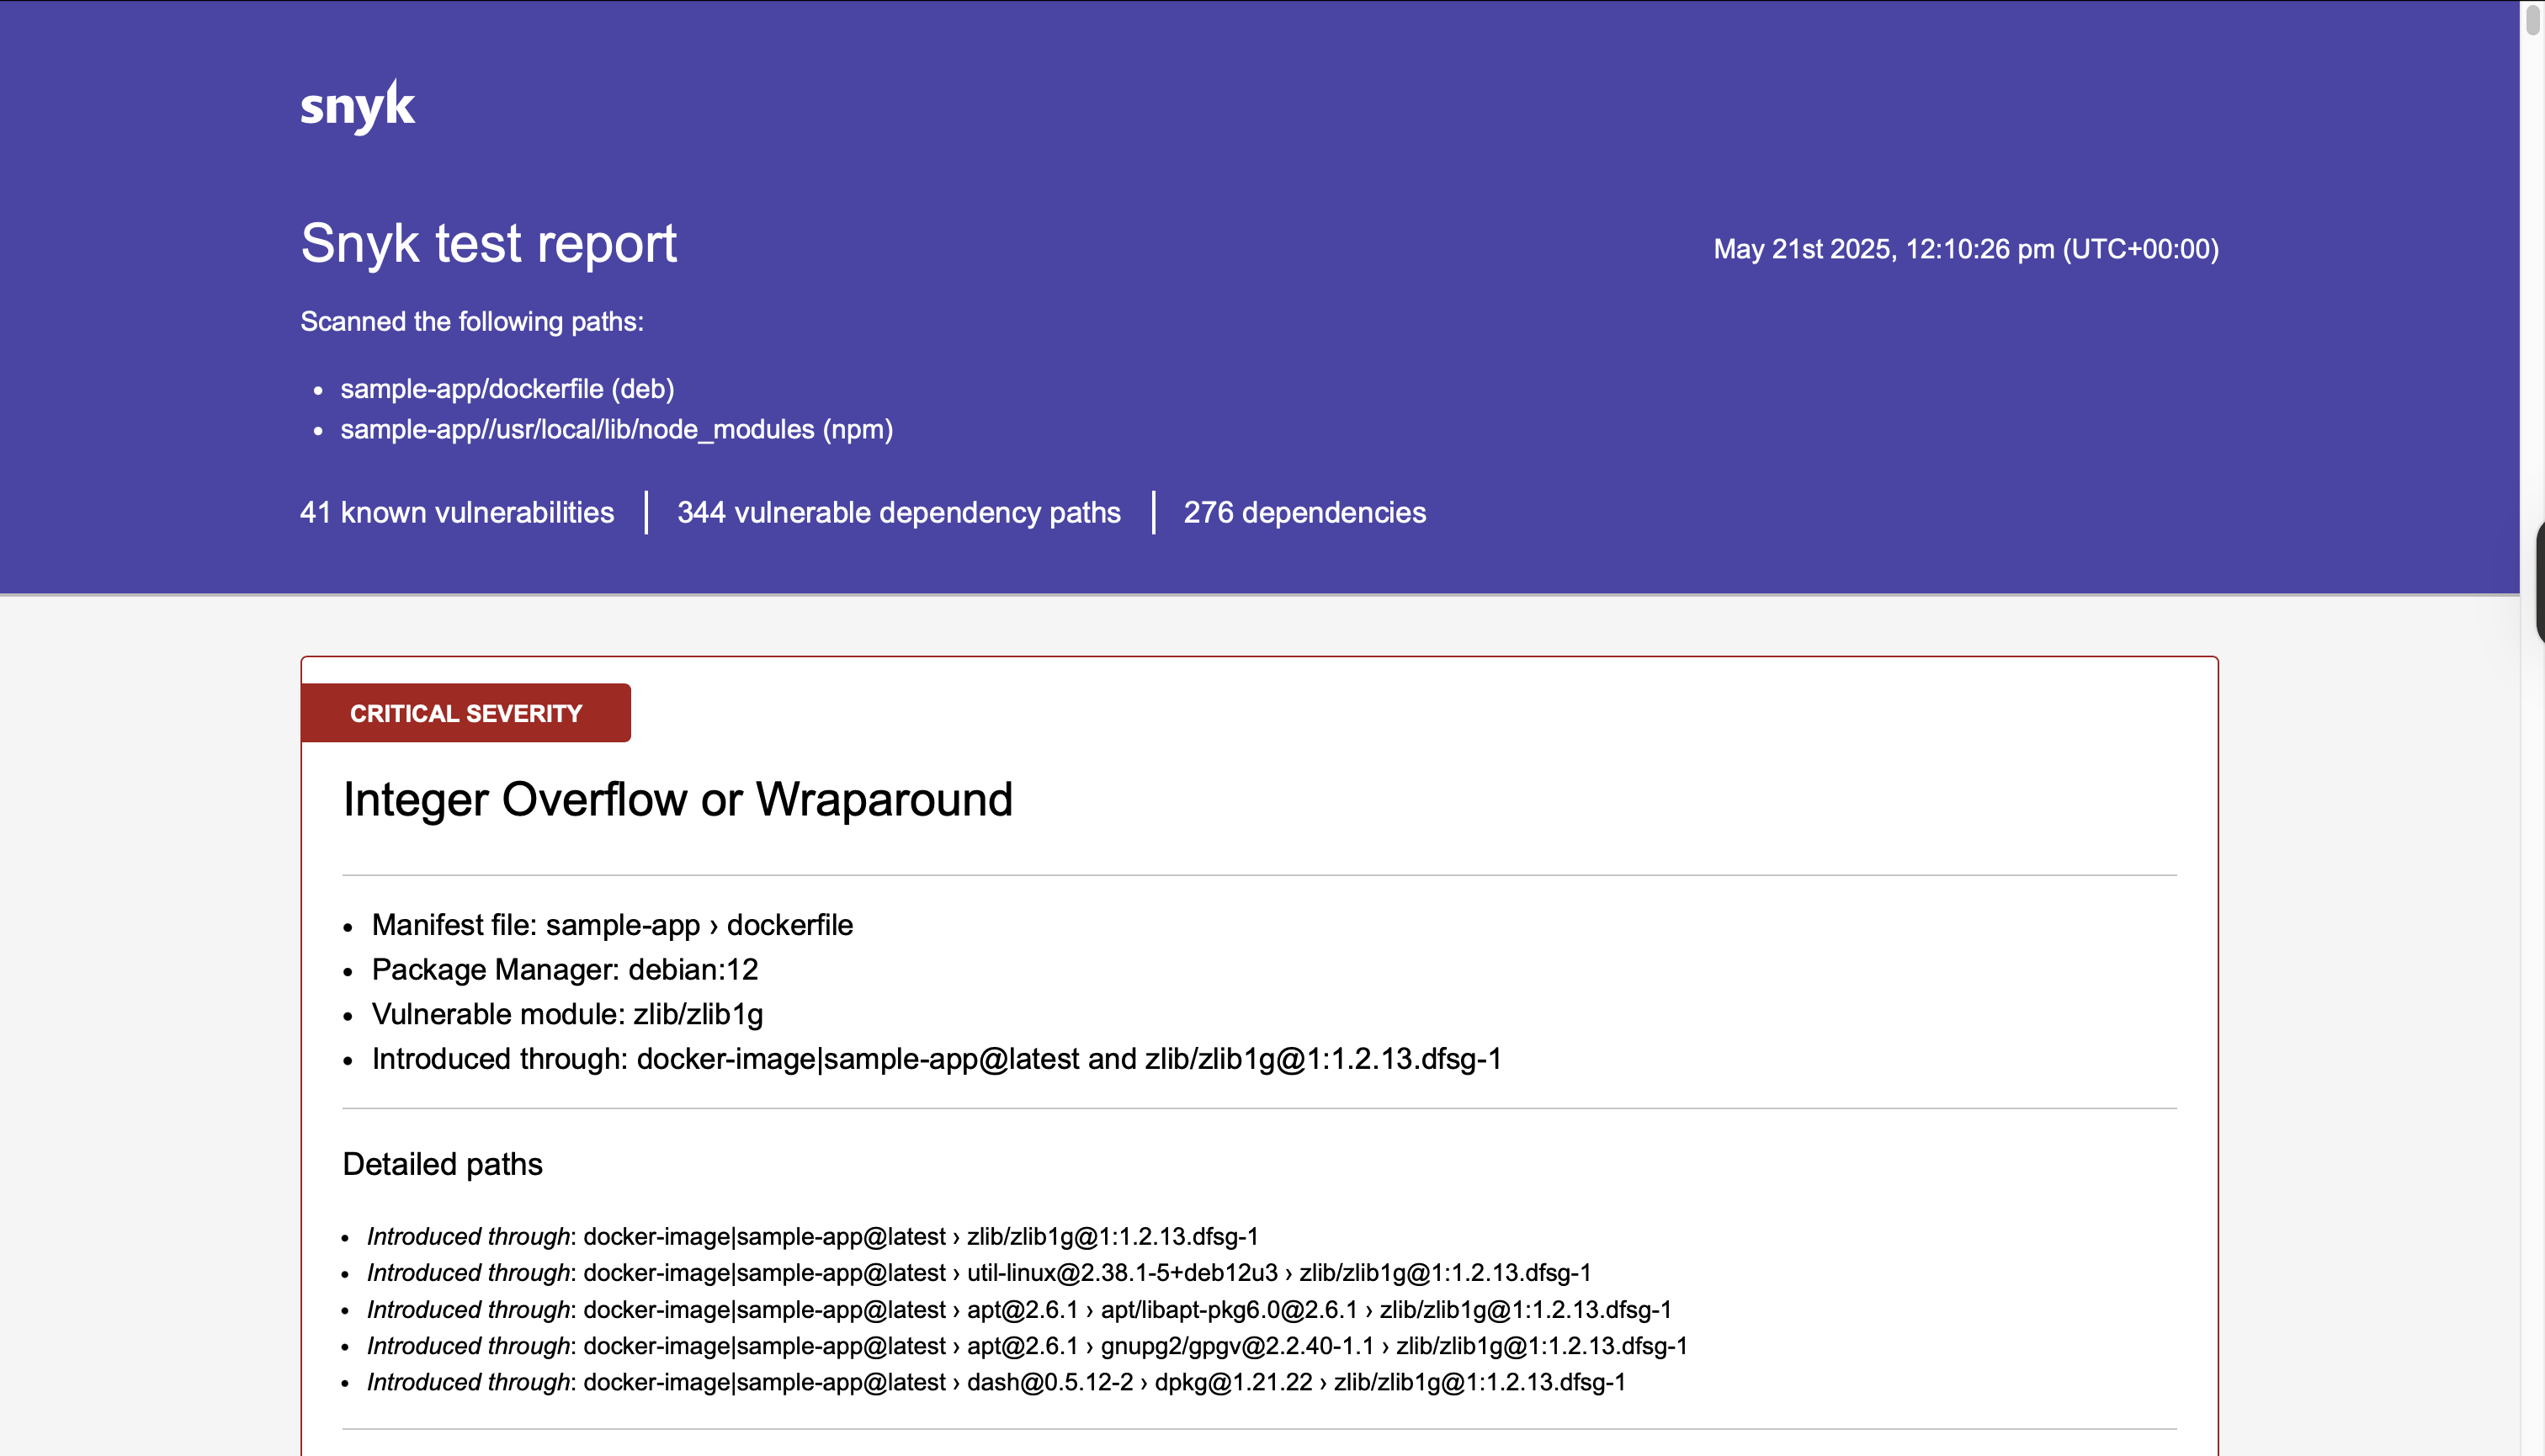 snyk
Snyk test report
May 21st 2025, 12:10:26 pm (UTC+00:00)
Scanned the following paths:
• sample-app/dockerfile (deb)
• sample-app//usr/local/lib/node_modules (npm)
41 known vulnerabilities | 344 vulnerable dependency paths | 276 dependencies
CRITICAL SEVERITY
Integer Overflow or Wraparound
• Manifest file: sample-app › dockerfile
• Package Manager: debian:12
• Vulnerable module: zlib/zlib1g
• Introduced through: docker-image|sample-app@latest and zlib/zlib1g@1:1.2.13.dfsg-1
Detailed paths
• Introduced through: docker-image|sample-app@latest › zlib/zlib1g@1:1.2.13.dfsg-1
• Introduced through: docker-image|sample-app@latest › util-linux@2.38.1-5+deb12u3 › zlib/zlib1g@1:1.2.13.dfsg-1
• Introduced through: docker-image|sample-app@latest › apt@2.6.1 › apt/libapt-pkg6.0@2.6.1 › zlib/zlib1g@1:1.2.13.dfsg-1
• Introduced through: docker-image|sample-app@latest › apt@2.6.1 › gnupg2/gpgv@2.2.40-1.1 › zlib/zlib1g@1:1.2.13.dfsg-1
• Introduced through: docker-image|sample-app@latest › dash@0.5.12-2 › dpkg@1.21.22 › zlib/zlib1g@1:1.2.13.dfsg-1